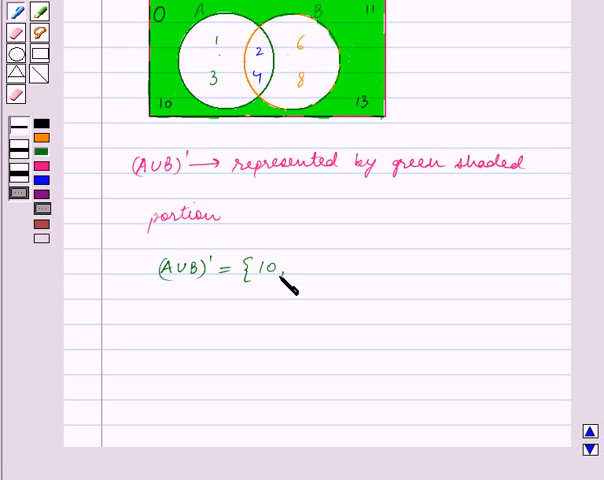 0 A B 11
1 2 6
3 4 8
10 13
(A∪B)' → represented by green shaded
portion
(A∪B)' = { 10,